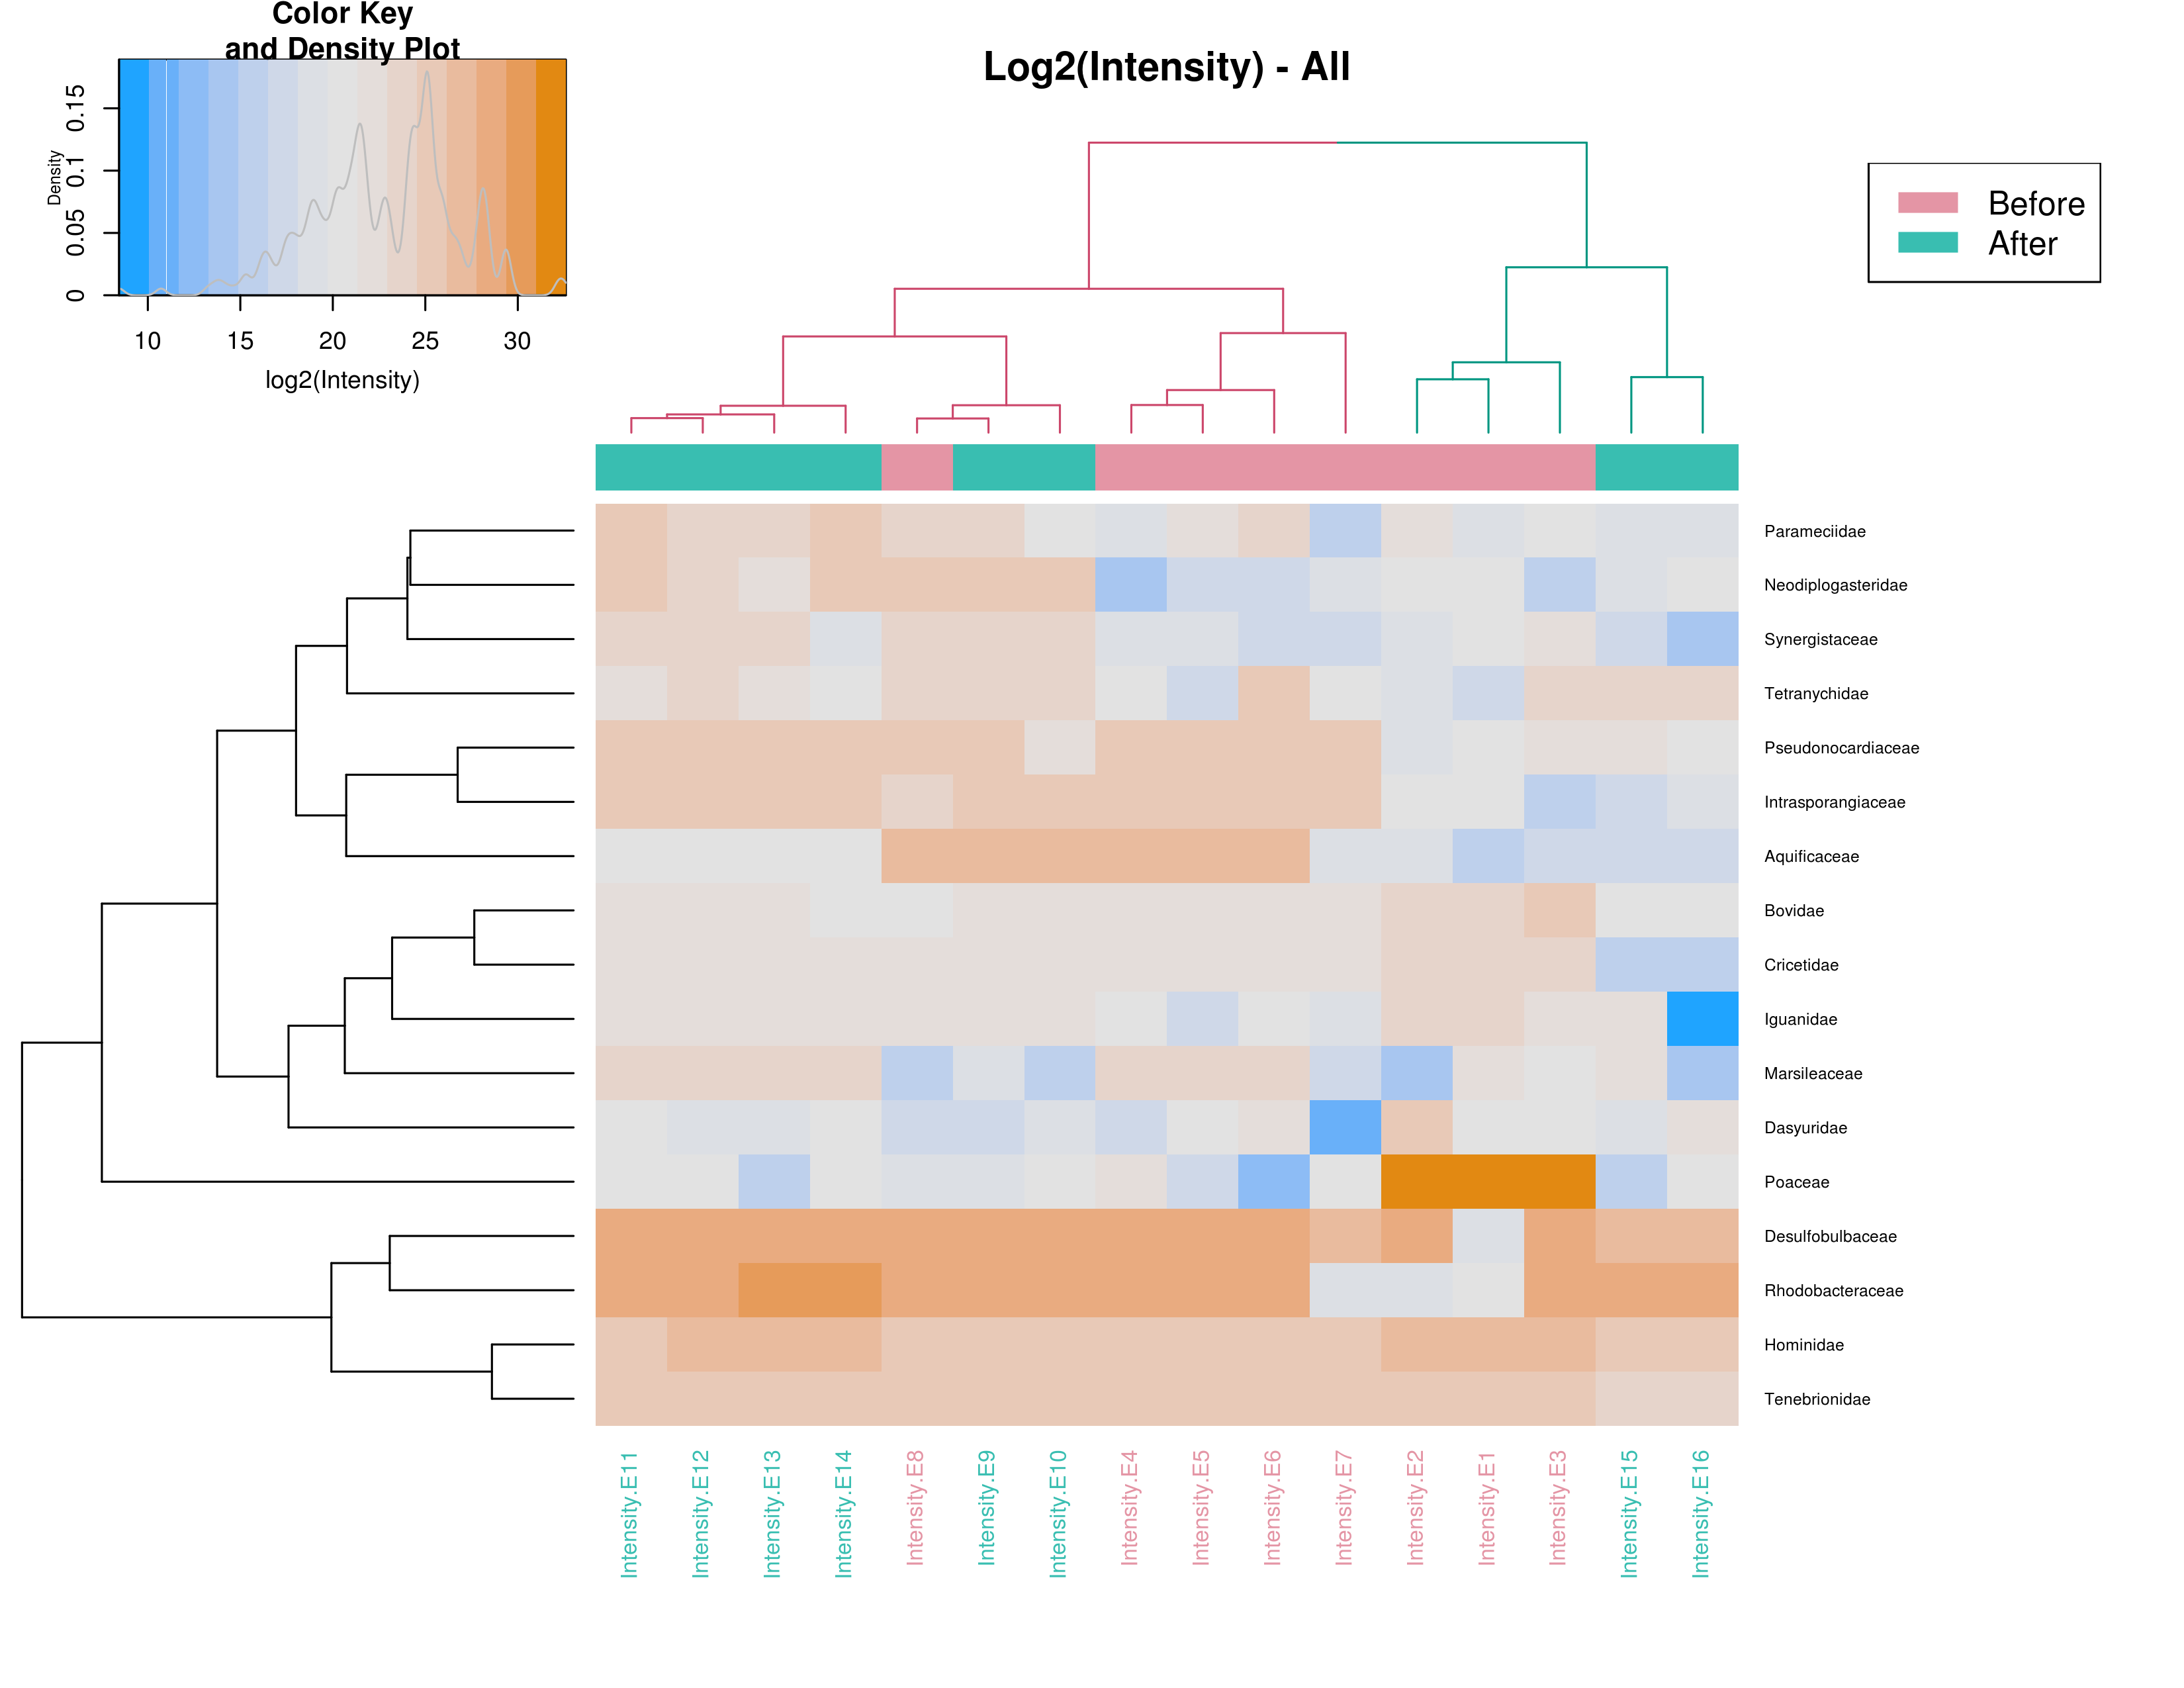 Color Key
and Density Plot
Density
0
0.05
0.1
0.15
10 15 20 25 30
log2(Intensity)
Log2(Intensity) - All
Before
After
Parameciidae
Neodiplogasteridae
Synergistaceae
Tetranychidae
Pseudonocardiaceae
Intrasporangiaceae
Aquificaceae
Bovidae
Cricetidae
Iguanidae
Marsileaceae
Dasyuridae
Poaceae
Desulfobulbaceae
Rhodobacteraceae
Hominidae
Tenebrionidae
Intensity.E11
Intensity.E12
Intensity.E13
Intensity.E14
Intensity.E8
Intensity.E9
Intensity.E10
Intensity.E4
Intensity.E5
Intensity.E6
Intensity.E7
Intensity.E2
Intensity.E1
Intensity.E3
Intensity.E15
Intensity.E16